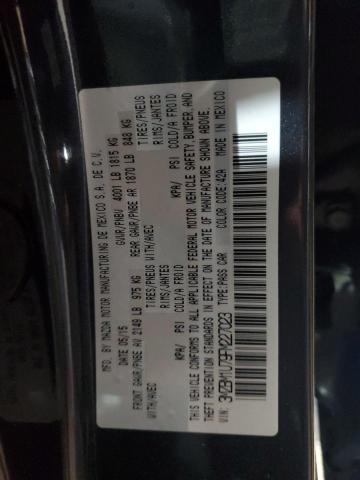 MFD. BY MAZDA MOTOR MANUFACTURING DE MEXICO S.A. DE C.V.
05/15 GVWR/PNBV 4001 LB 1815 KG
FRONT GAWR/PNBE AV 2149 LB 975 KG REAR GAWR/PNBE AR 1870 LB 848 KG
WITH/AVEC TIRES/PNEUS WITH/AVEC TIRES/PNEUS
RIMS/JANTES RIMS/JANTES
KPA/ PSI COLD/A FROID KPA/ PSI COLD/A FROID
THIS VEHICLE CONFORMS TO ALL APPLICABLE FEDERAL MOTOR VEHICLE SAFETY, BUMPER, AND
THEFT PREVENTION STANDARDS IN EFFECT ON THE DATE OF MANUFACTURE SHOWN ABOVE.
VIN: 3MZBM1U79FM227023 TYPE:PASS CAR COLOR CODE:42A MADE IN MEXICO